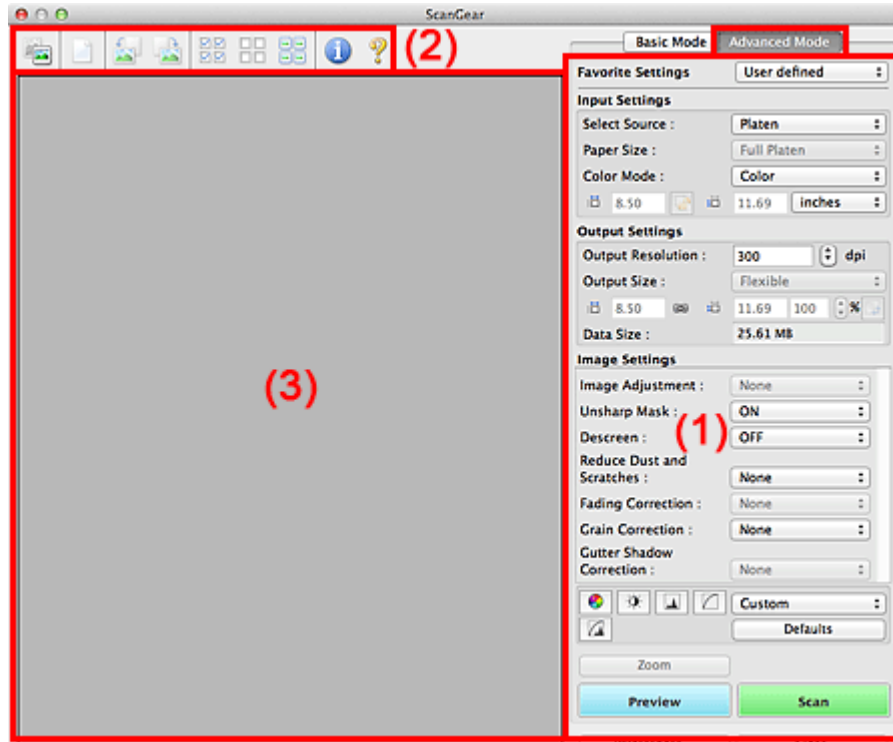 ScanGear
(2)
Basic Mode Advanced Mode
Favorite Settings User defined
Input Settings
Select Source : Platen
Paper Size : Full Platen
Color Mode : Color
8.50 11.69 inches
Output Settings
Output Resolution : 300 dpi
Output Size : Flexible
8.50 11.69 100 %
Data Size : 25.61 MB
(3)
Image Settings
Image Adjustment : None
Unsharp Mask : ON
(1)
Descreen : OFF
Reduce Dust and
Scratches : None
Fading Correction : None
Grain Correction : None
Gutter Shadow
Correction : None
Custom
Defaults
Zoom
Preview Scan